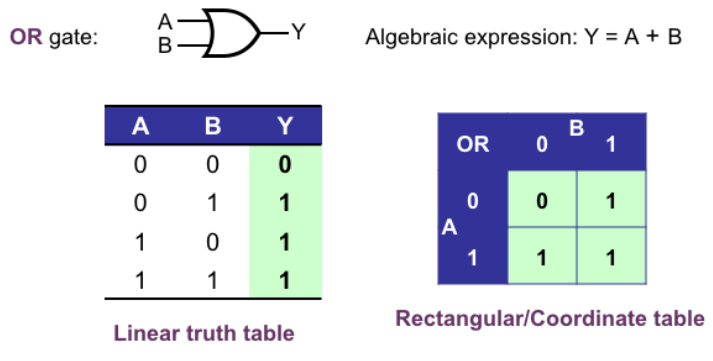 OR gate:
A
B
Y
Algebraic expression: Y = A + B
A B Y
0 0 0
0 1 1
1 0 1
1 1 1
Linear truth table
B
OR 0 1
0 0 1
A
1 1 1
Rectangular/Coordinate table